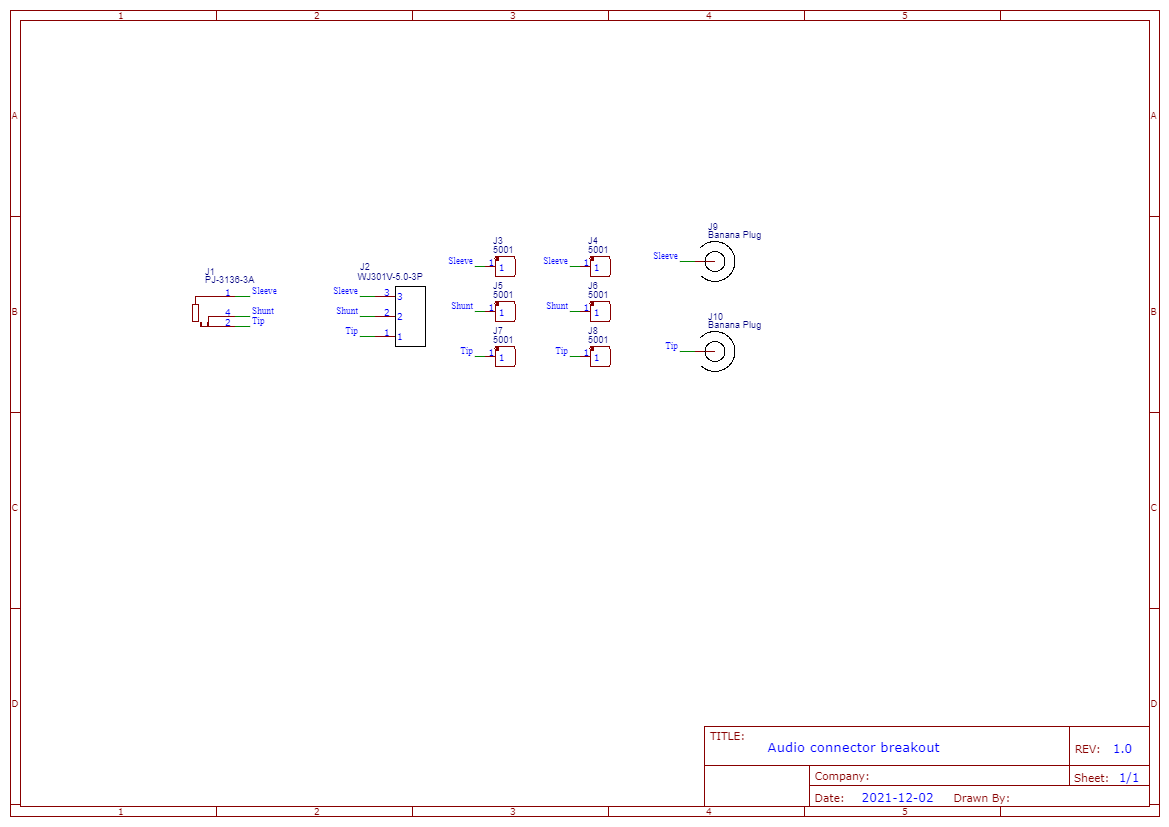 1 2 3 4 5
A A
J9
Banana Plug
J3 J4
5001 5001
Sleeve 1 1 Sleeve 1 1 Sleeve
J1 J2
PJ-3136-3A WJ301V-5.0-3P
1 Sleeve Sleeve 3 3
J5 J6
5001 5001
4 Shunt Shunt 2 2 Shunt 1 1 Shunt 1 1
B B
2 Tip
J10
Banana Plug
Tip 1 1
J7 J8
5001 5001
Tip 1 1 Tip 1 1 Tip
C C
D D
TITLE:
Audio connector breakout
REV: 1.0
Company:
Sheet: 1/1
Date: 2021-12-02 Drawn By:
1 2 3 4 5